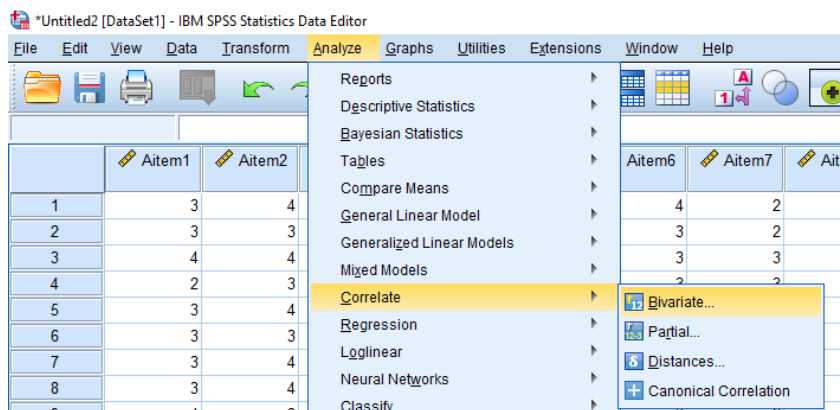 *Untitled2 [DataSet1] - IBM SPSS Statistics Data Editor
File Edit View Data Transform Analyze Graphs Utilities Extensions Window Help
Reports
Descriptive Statistics
Bayesian Statistics
Tables
Compare Means
General Linear Model
Generalized Linear Models
Mixed Models
Correlate
Regression
Loglinear
Neural Networks
Classify
Bivariate...
Partial...
Distances...
Canonical Correlation
Aitem1 Aitem2 Aitem6 Aitem7 Ait
1 3 4 4 2
2 3 3 3 2
3 4 4 3 3
4 2 3
5 3 4
6 3 3
7 3 4
8 3 4